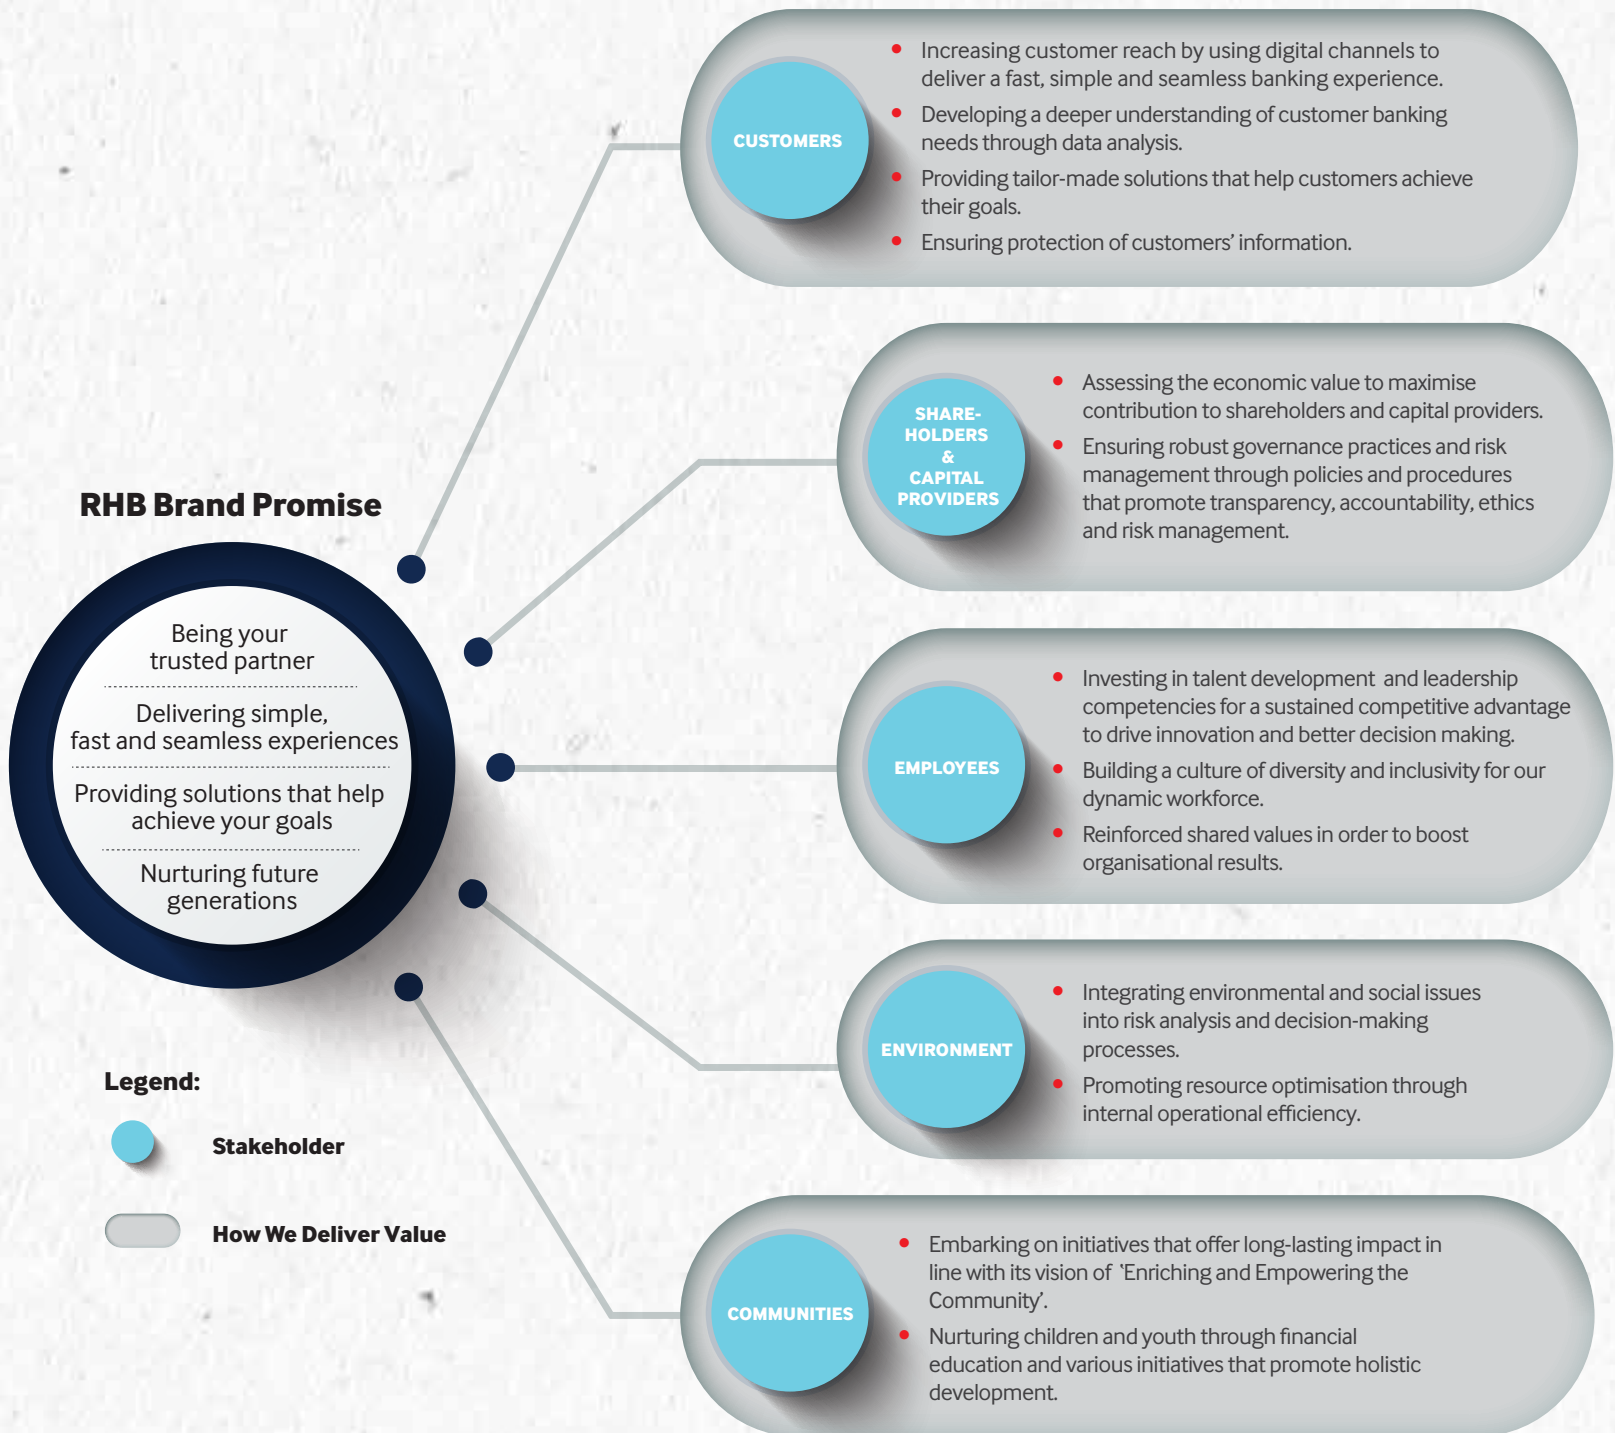 CUSTOMERS
• Increasing customer reach by using digital channels to
deliver a fast, simple and seamless banking experience.
• Developing a deeper understanding of customer banking
needs through data analysis.
• Providing tailor-made solutions that help customers achieve
their goals.
• Ensuring protection of customers’ information.
SHARE-
HOLDERS
&
CAPITAL
PROVIDERS
• Assessing the economic value to maximise
contribution to shareholders and capital providers.
• Ensuring robust governance practices and risk
management through policies and procedures
that promote transparency, accountability, ethics
and risk management.
RHB Brand Promise
Being your
trusted partner
Delivering simple,
fast and seamless experiences
Providing solutions that help
achieve your goals
Nurturing future
generations
EMPLOYEES
• Investing in talent development and leadership
competencies for a sustained competitive advantage
to drive innovation and better decision making.
• Building a culture of diversity and inclusivity for our
dynamic workforce.
• Reinforced shared values in order to boost
organisational results.
ENVIRONMENT
• Integrating environmental and social issues
into risk analysis and decision-making
processes.
• Promoting resource optimisation through
internal operational efficiency.
Legend:
Stakeholder
How We Deliver Value
COMMUNITIES
• Embarking on initiatives that offer long-lasting impact in
line with its vision of ‘Enriching and Empowering the
Community’.
• Nurturing children and youth through financial
education and various initiatives that promote holistic
development.